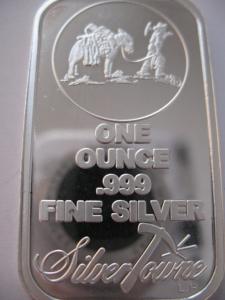 ONE
OUNCE
.999
FINE SILVER
SilverTowne
L.P.